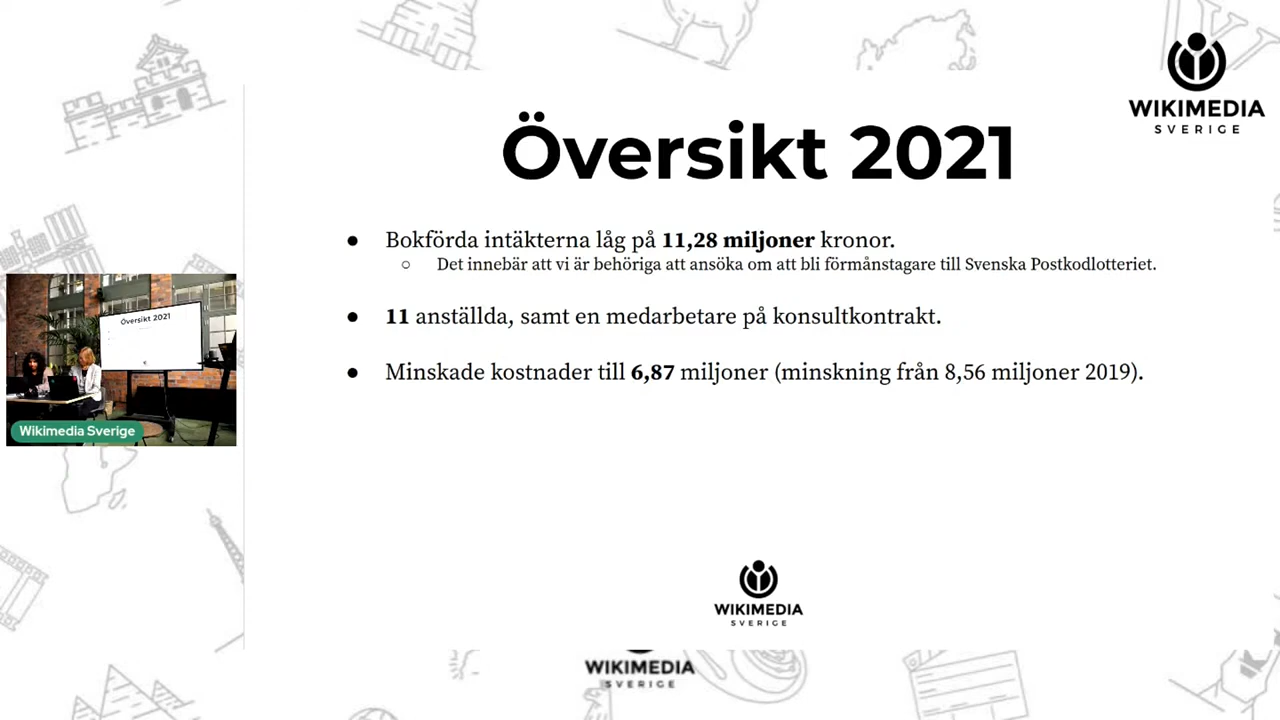 WIKIMEDIA
SVERIGE
Översikt 2021
● Bokförda intäkterna låg på 11,28 miljoner kronor.
○ Det innebär att vi är behöriga att ansöka om att bli förmånstagare till Svenska Postkodlotteriet.
● 11 anställda, samt en medarbetare på konsultkontrakt.
● Minskade kostnader till 6,87 miljoner (minskning från 8,56 miljoner 2019).
Översikt 2021
Wikimedia Sverige
WIKIMEDIA
SVERIGE
WIKIMEDIA
SVERIGE